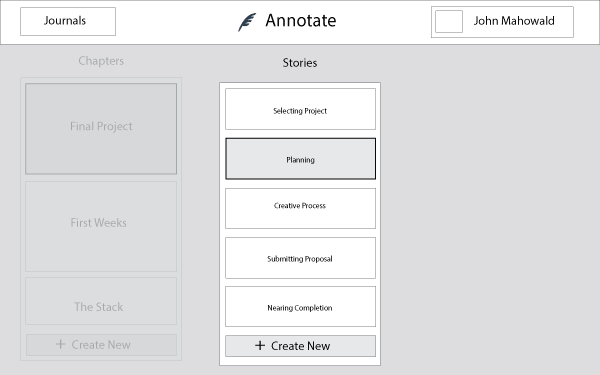 Journals
Annotate
John Mahowald
Chapters
Final Project
First Weeks
The Stack
+ Create New
Stories
Selecting Project
Planning
Creative Process
Submitting Proposal
Nearing Completion
+ Create New